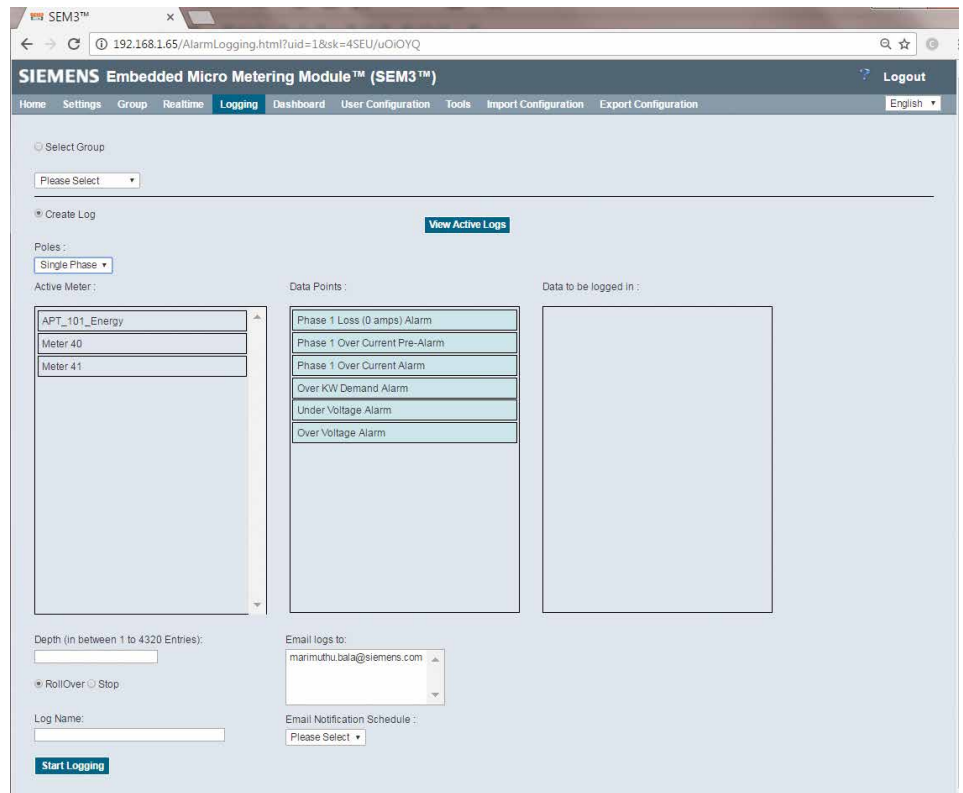 SEM3™
192.168.1.65/AlarmLogging.html?uid=1&sk=4SEU/uOiOYQ
SIEMENS Embedded Micro Metering Module™ (SEM3™)
? Logout
Home Settings Group Realtime Logging Dashboard User Configuration Tools Import Configuration Export Configuration English
Select Group
Please Select
Create Log
View Active Logs
Poles :
Single Phase
Active Meter : Data Points : Data to be logged in :
APT_101_Energy Phase 1 Loss (0 amps) Alarm
Meter 40 Phase 1 Over Current Pre-Alarm
Meter 41 Phase 1 Over Current Alarm
Over KW Demand Alarm
Under Voltage Alarm
Over Voltage Alarm
Depth (in between 1 to 4320 Entries): Email logs to:
marimuthu.bala@siemens.com
RollOver Stop
Log Name: Email Notification Schedule :
Please Select
Start Logging